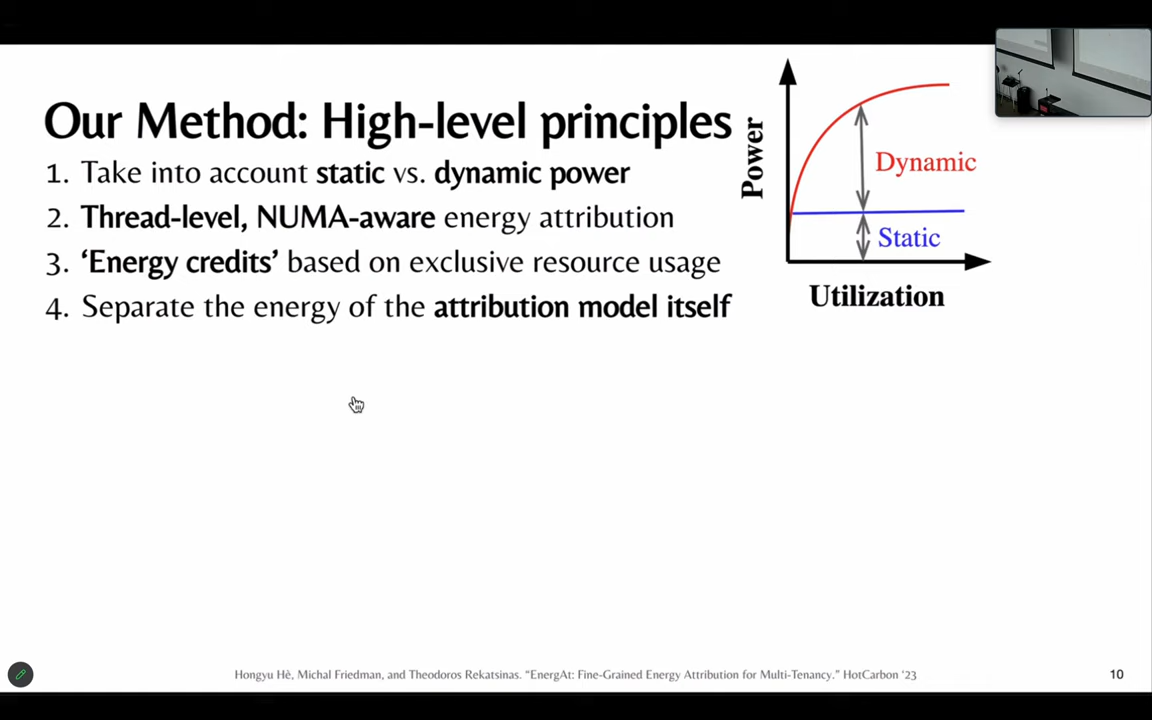 Our Method: High-level principles
1. Take into account static vs. dynamic power
2. Thread-level, NUMA-aware energy attribution
3. ‘Energy credits’ based on exclusive resource usage
4. Separate the energy of the attribution model itself
Power
Dynamic
Static
Utilization
Hongyu Hè, Michal Friedman, and Theodoros Rekatsinas. “EnergAt: Fine-Grained Energy Attribution for Multi-Tenancy.” HotCarbon ‘23
10